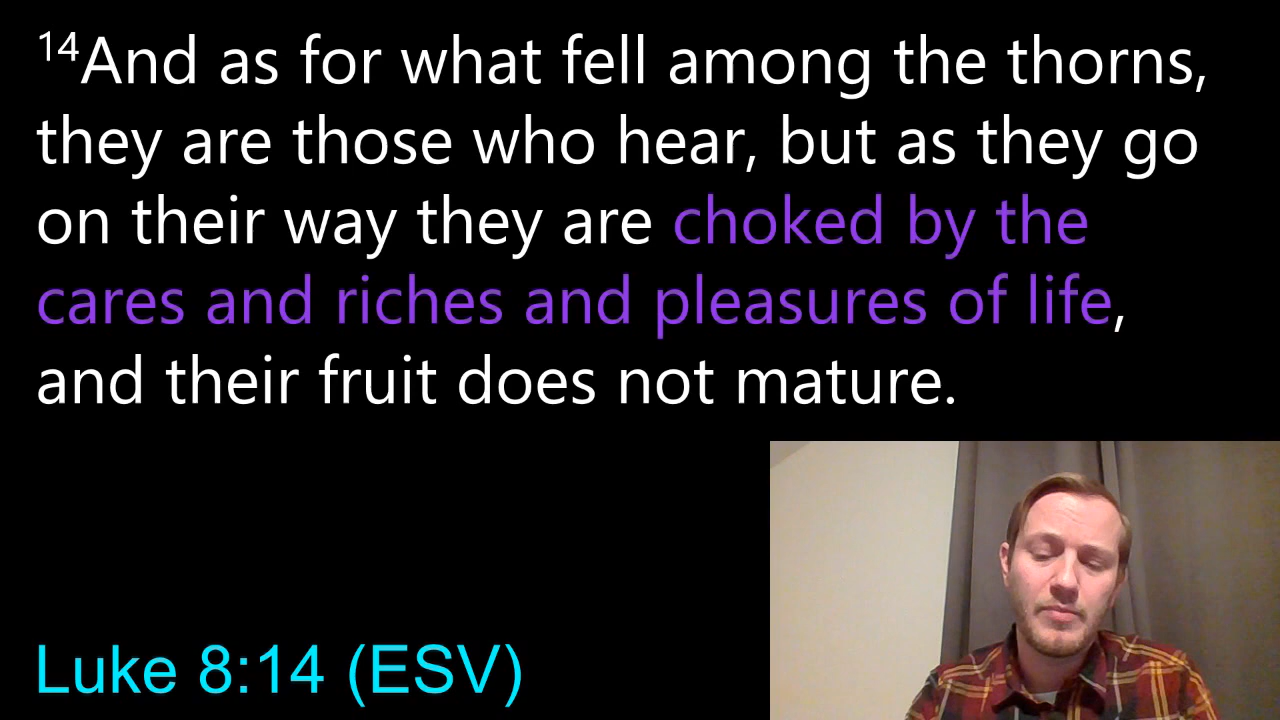 14And as for what fell among the thorns,
they are those who hear, but as they go
on their way they are choked by the
cares and riches and pleasures of life,
and their fruit does not mature.
Luke 8:14 (ESV)